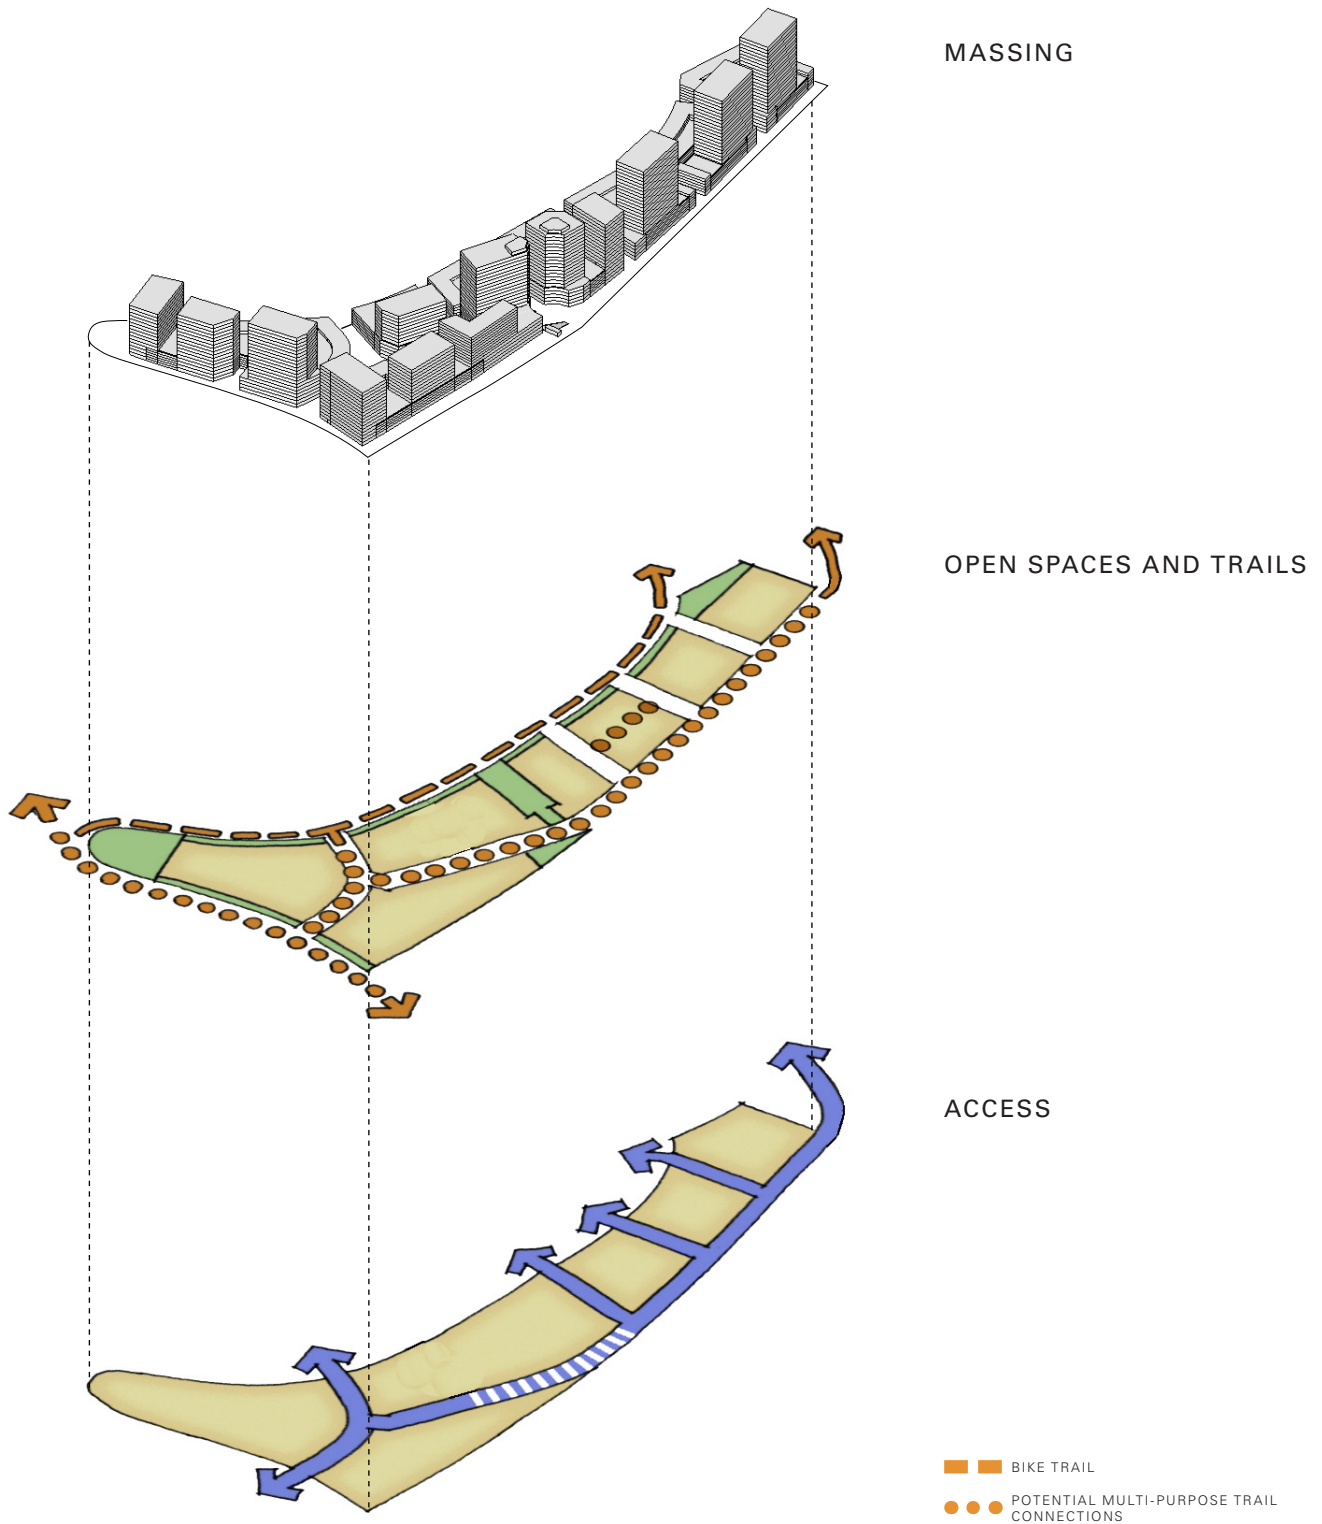 MASSING
OPEN SPACES AND TRAILS
ACCESS
BIKE TRAIL
POTENTIAL MULTI-PURPOSE TRAIL
CONNECTIONS